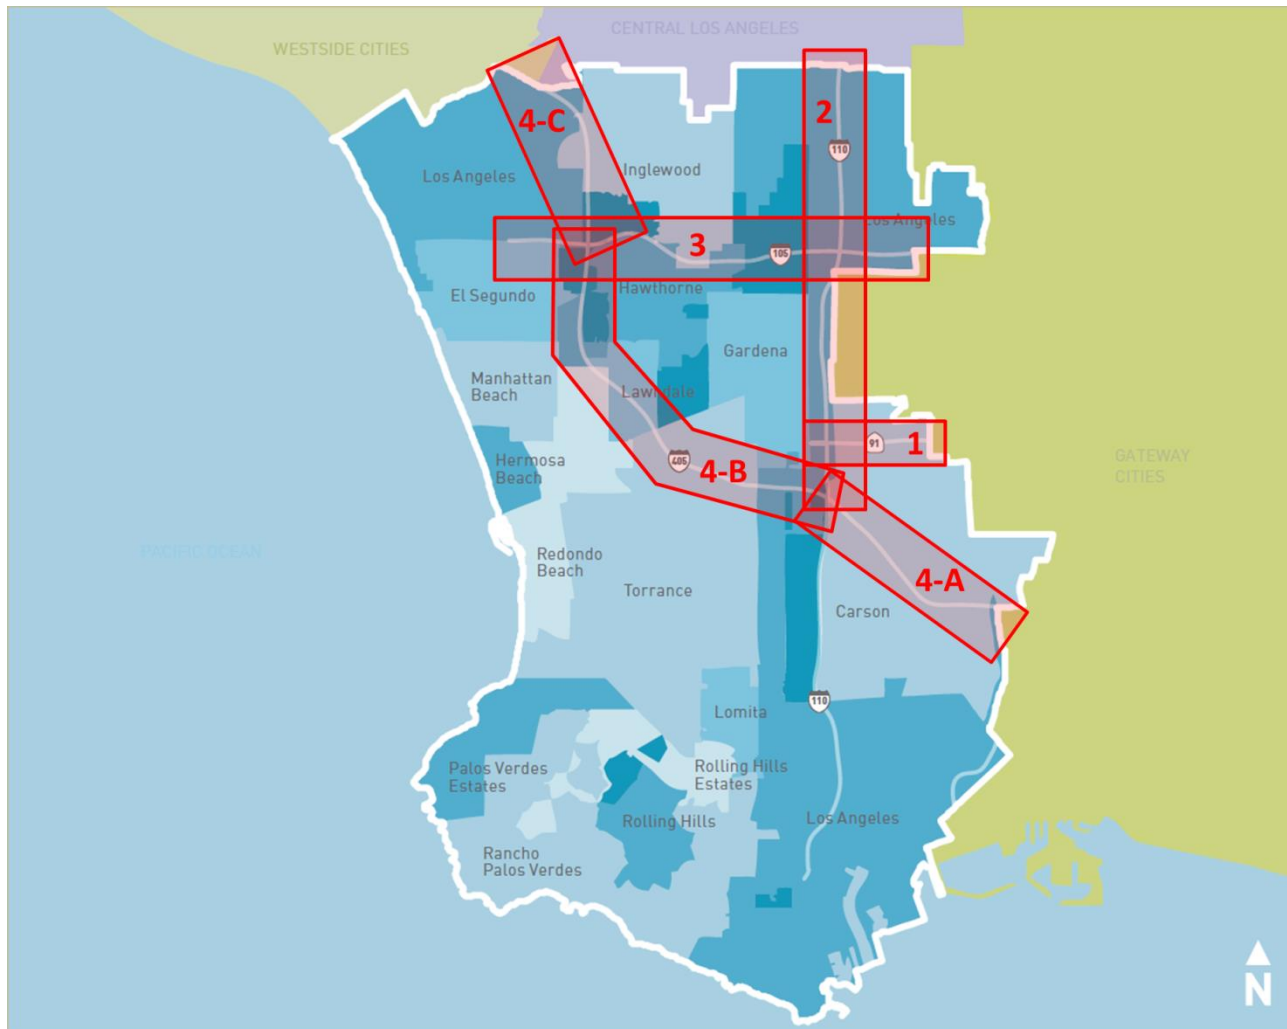 CENTRAL LOS ANGELES
WESTSIDE CITIES
4-C
2
110
Inglewood
Los Angeles
Los Angeles
3
105
El Segundo
Hawthorne
Gardena
Manhattan
Beach
Lawndale
1
91
GATEWAY
CITIES
Hermosa
Beach
405
4-B
PACIFIC OCEAN
Redondo
Beach
Torrance
4-A
Carson
110
Lomita
Palos Verdes
Estates
Rolling Hills
Estates
Rolling Hills
Los Angeles
Rancho
Palos Verdes
N